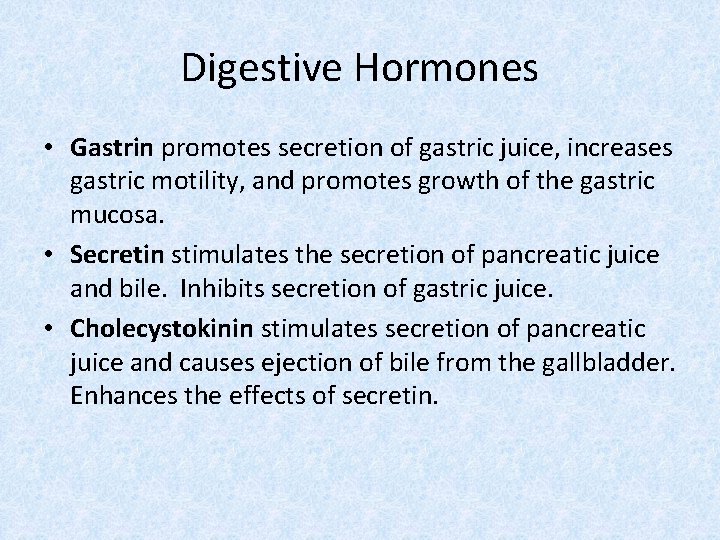 Digestive Hormones
• Gastrin promotes secretion of gastric juice, increases
gastric motility, and promotes growth of the gastric
mucosa.
• Secretin stimulates the secretion of pancreatic juice
and bile.  Inhibits secretion of gastric juice.
• Cholecystokinin stimulates secretion of pancreatic
juice and causes ejection of bile from the gallbladder.
Enhances the effects of secretin.